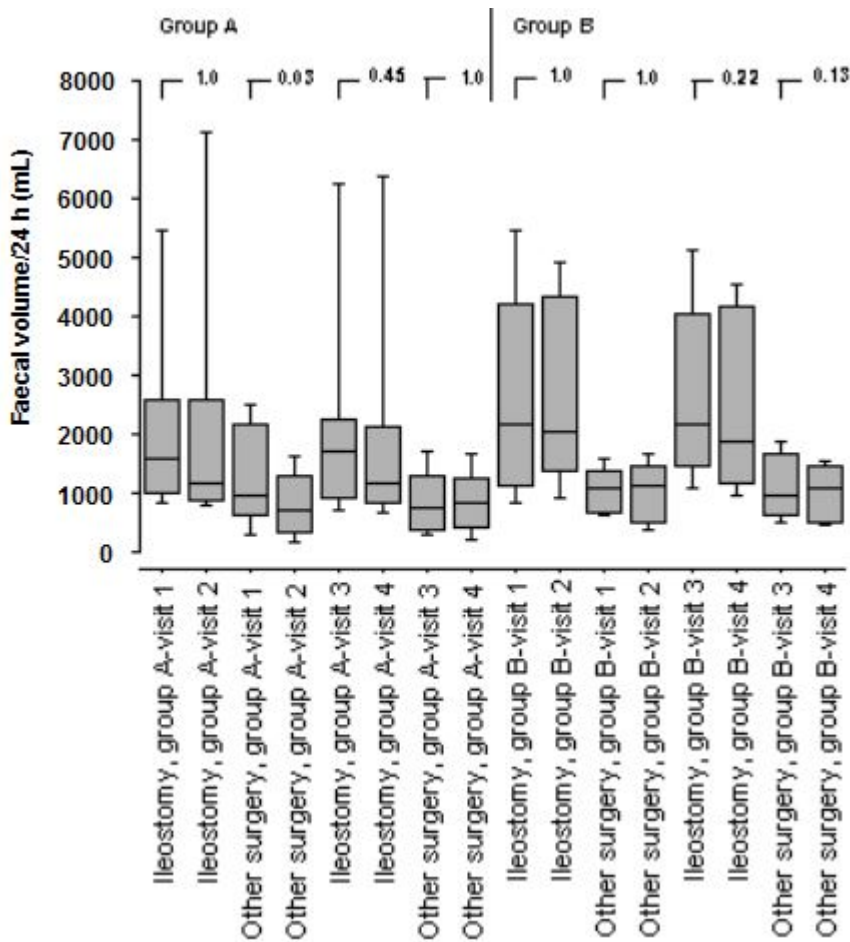 Group A
Group B
1.0
0.03
0.45
1.0
1.0
1.0
0.22
0.13
Faecal volume/24 h (mL)
8000
7000
6000
5000
4000
3000
2000
1000
0
Ileostomy, group A-visit 1
Ileostomy, group A-visit 2
Other surgery, group A-visit 1
Other surgery, group A-visit 2
Ileostomy, group A-visit 3
Ileostomy, group A-visit 4
Other surgery, group A-visit 3
Other surgery, group A-visit 4
Ileostomy, group B-visit 1
Ileostomy, group B-visit 2
Other surgery, group B-visit 1
Other surgery, group B-visit 2
Ileostomy, group B-visit 3
Ileostomy, group B-visit 4
Other surgery, group B-visit 3
Other surgery, group B-visit 4